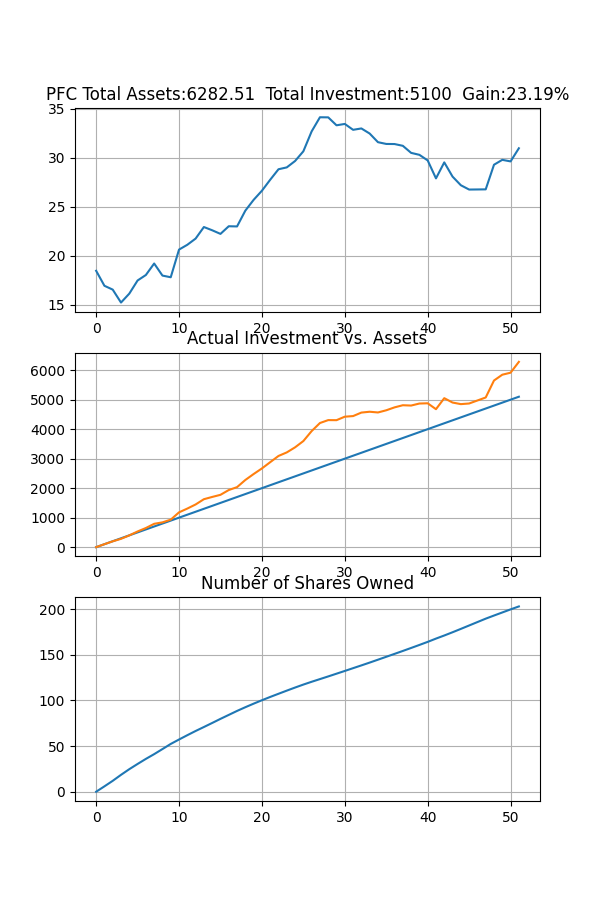 PFC Total Assets:6282.51  Total Investment:5100  Gain:23.19%
35
30
25
20
15
0 10 20 30 40 50
Actual Investment vs. Assets
6000
5000
4000
3000
2000
1000
0
0 10 20 30 40 50
Number of Shares Owned
200
150
100
50
0
0 10 20 30 40 50